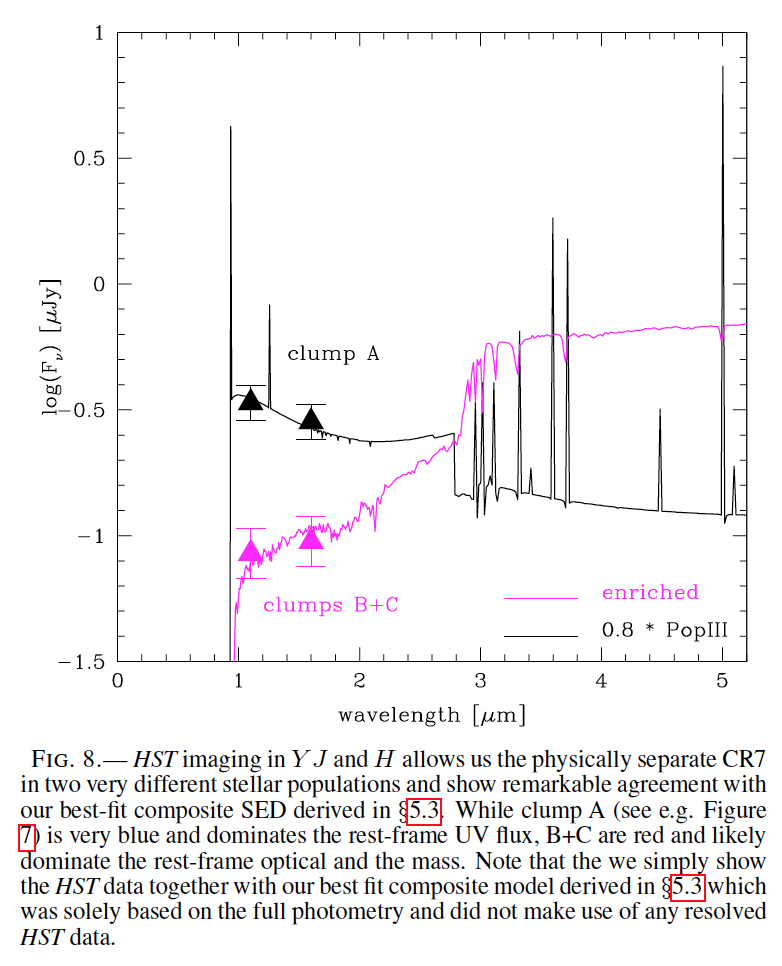 1
0.5
0
−0.5
−1
−1.5
log(Fν) [μJy]
clump A
clumps B+C
enriched
0.8 * PopIII
0 1 2 3 4 5
wavelength [μm]
FIG. 8.— HST imaging in Y J and H allows us the physically separate CR7
in two very different stellar populations and show remarkable agreement with
our best-fit composite SED derived in §5.3. While clump A (see e.g. Figure
7) is very blue and dominates the rest-frame UV flux, B+C are red and likely
dominate the rest-frame optical and the mass. Note that the we simply show
the HST data together with our best fit composite model derived in §5.3 which
was solely based on the full photometry and did not make use of any resolved
HST data.